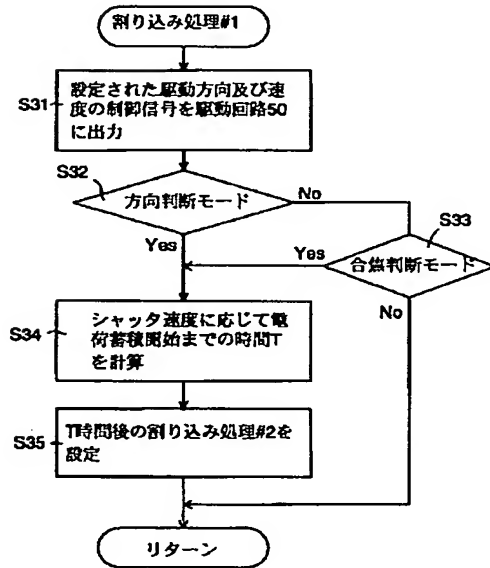 割り込み処理#1
S31
設定された駆動方向及び速
度の制御信号を駆動回路50
に出力
S32
方向判断モード
No
S33
Yes
Yes
合焦判断モード
No
S34
シャッタ速度に応じて電
荷蓄積開始までの時間T
を計算
S35
T時間後の割り込み処理#2を
設定
リターン